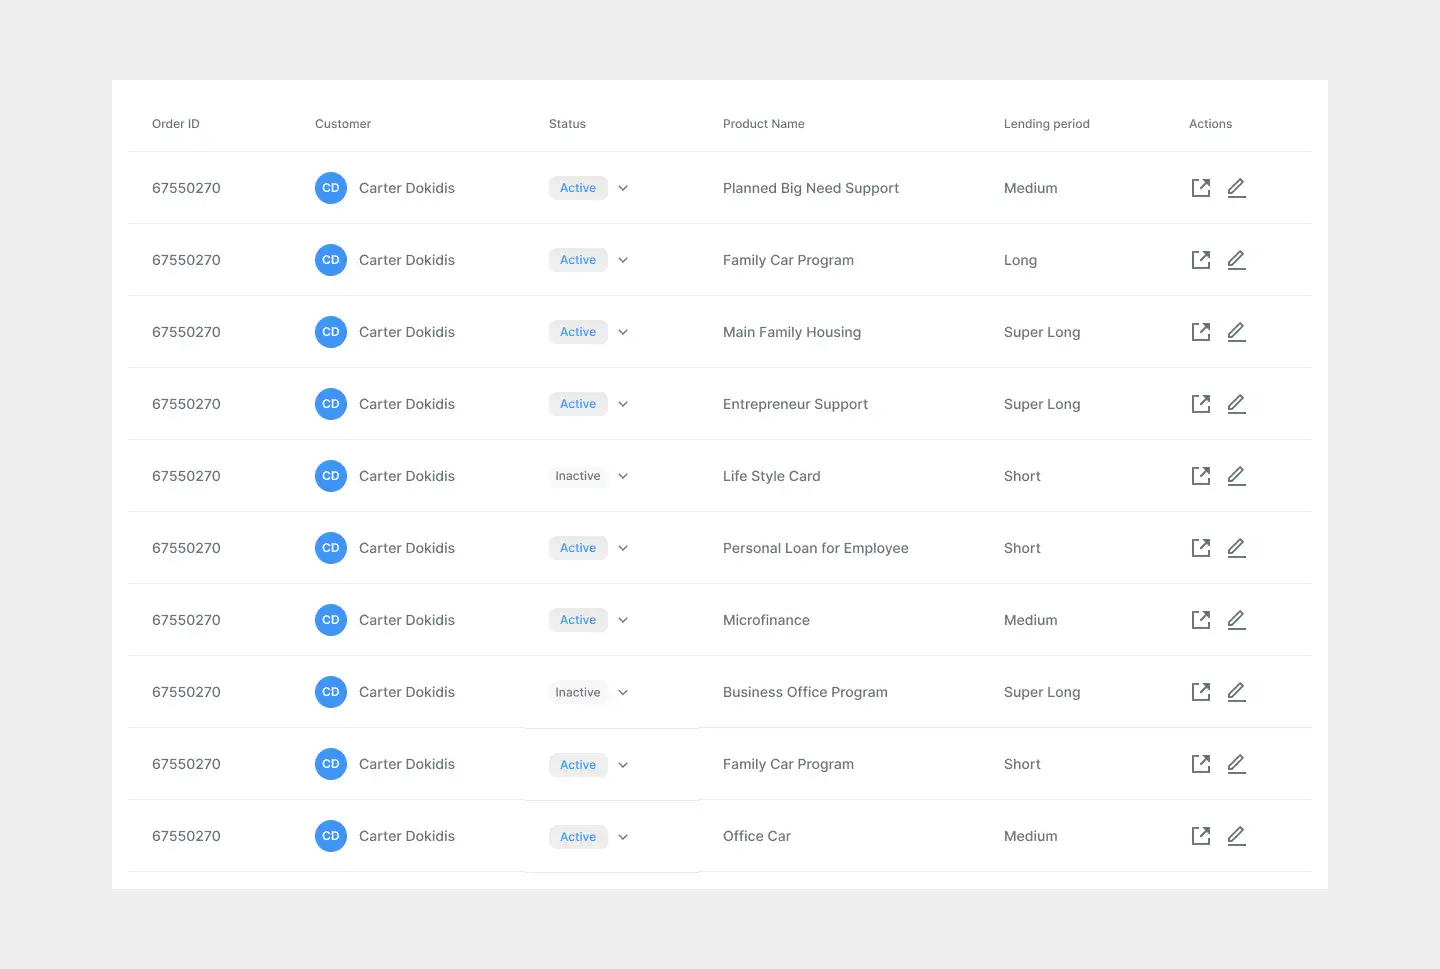 Order ID Customer Status Product Name Lending period Actions
67550270 CD Carter Dokidis Active Planned Big Need Support Medium
67550270 CD Carter Dokidis Active Family Car Program Long
67550270 CD Carter Dokidis Active Main Family Housing Super Long
67550270 CD Carter Dokidis Active Entrepreneur Support Super Long
67550270 CD Carter Dokidis Inactive Life Style Card Short
67550270 CD Carter Dokidis Active Personal Loan for Employee Short
67550270 CD Carter Dokidis Active Microfinance Medium
67550270 CD Carter Dokidis Inactive Business Office Program Super Long
67550270 CD Carter Dokidis Active Family Car Program Short
67550270 CD Carter Dokidis Active Office Car Medium